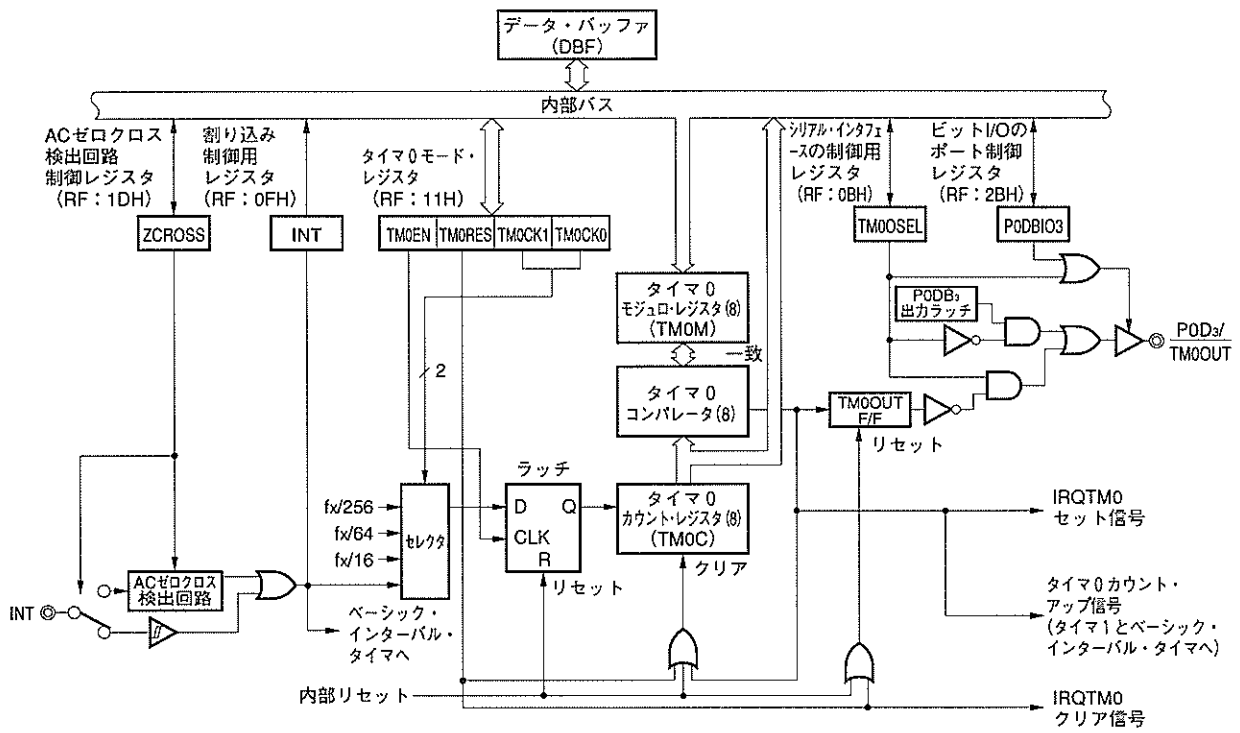 データ・バッファ
(DBF)
内部バス
ACゼロクロス
検出回路
制御レジスタ
(RF:1DH)
割り込み
制御用
レジスタ
(RF:0FH)
タイマ0モード・
レジスタ
(RF:11H)
シリアル・インタフェ
ースの制御用
レジスタ
(RF:0BH)
ビットI/Oの
ポート制御
レジスタ
(RF:2BH)
ZCROSS
INT
TM0EN
TM0RES
TM0CK1
TM0CK0
TM0OSEL
P0DBIO3
タイマ0
モジュロ・レジスタ(8)
(TM0M)
P0DB3
出力ラッチ
一致
P0D3/
TM0OUT
2
タイマ0
コンパレータ(8)
TM0OUT
F/F
リセット
ラッチ
fx/256
fx/64
fx/16
セレクタ
D
Q
CLK
R
リセット
タイマ0
カウント・レジスタ(8)
(TM0C)
クリア
IRQTM0
セット信号
INT
ACゼロクロス
検出回路
ベーシック・
インターバル・
タイマへ
タイマ0カウント・
アップ信号
(タイマ1とベーシック・
インターバル・タイマへ)
内部リセット
IRQTM0
クリア信号